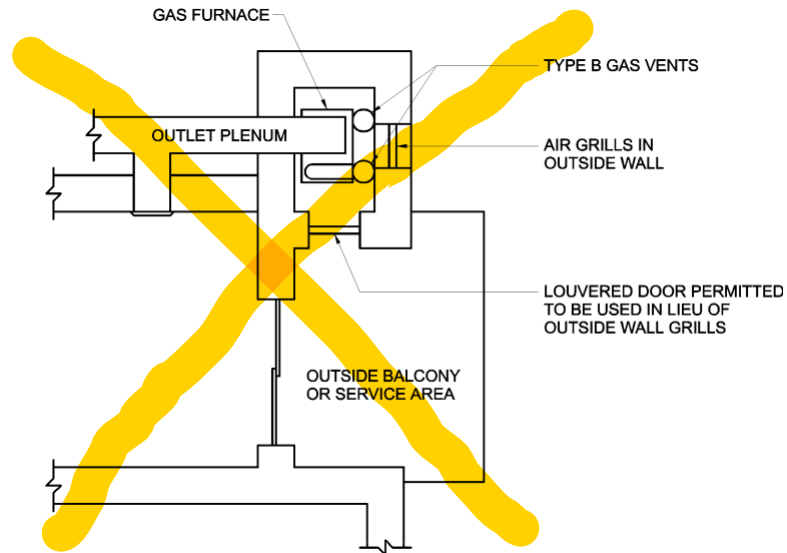 GAS FURNACE
TYPE B GAS VENTS
OUTLET PLENUM
AIR GRILLS IN
OUTSIDE WALL
LOUVERED DOOR PERMITTED
TO BE USED IN LIEU OF
OUTSIDE WALL GRILLS
OUTSIDE BALCONY
OR SERVICE AREA